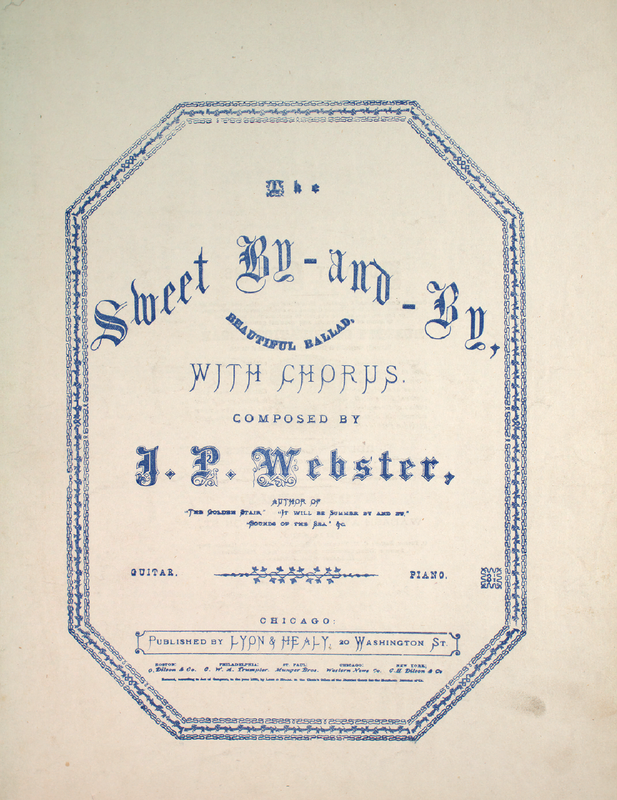 The
Sweet By-and-By,
BEAUTIFUL BALLAD,
WITH CHORUS.
COMPOSED BY
J. P. Webster,
AUTHOR OF
"THE GOLDEN STAIR," "IT WILL BE SUMMER BY AND BY,"
"SOUNDS OF THE SEA" &C.
GUITAR. PIANO.
CHICAGO:
PUBLISHED BY LYON & HEALY, 20 WASHINGTON ST.
BOSTON: PHILADELPHIA: ST. PAUL: CHICAGO: NEW YORK:
O. Ditson & Co. C. W. A. Trumpler. Munger Bros. Western News Co. C.H. Ditson & Co